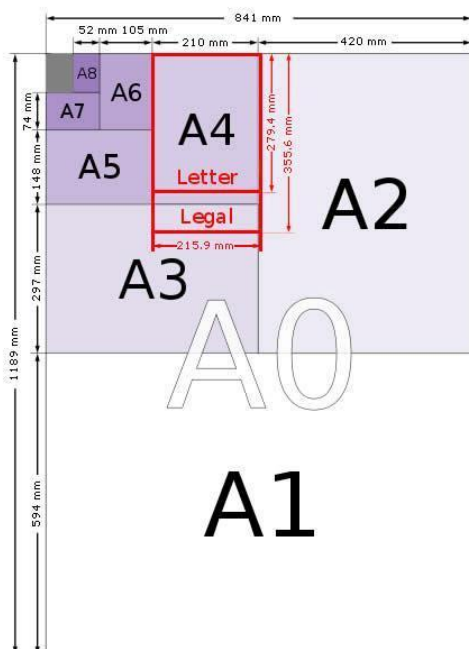 841 mm
52 mm 105 mm
210 mm
420 mm
A8
A6
A7
74 mm
A4
279.4 mm
355.6 mm
A5
148 mm
Letter
Legal
215.9 mm
A2
A3
297 mm
1189 mm
A0
A1
594 mm